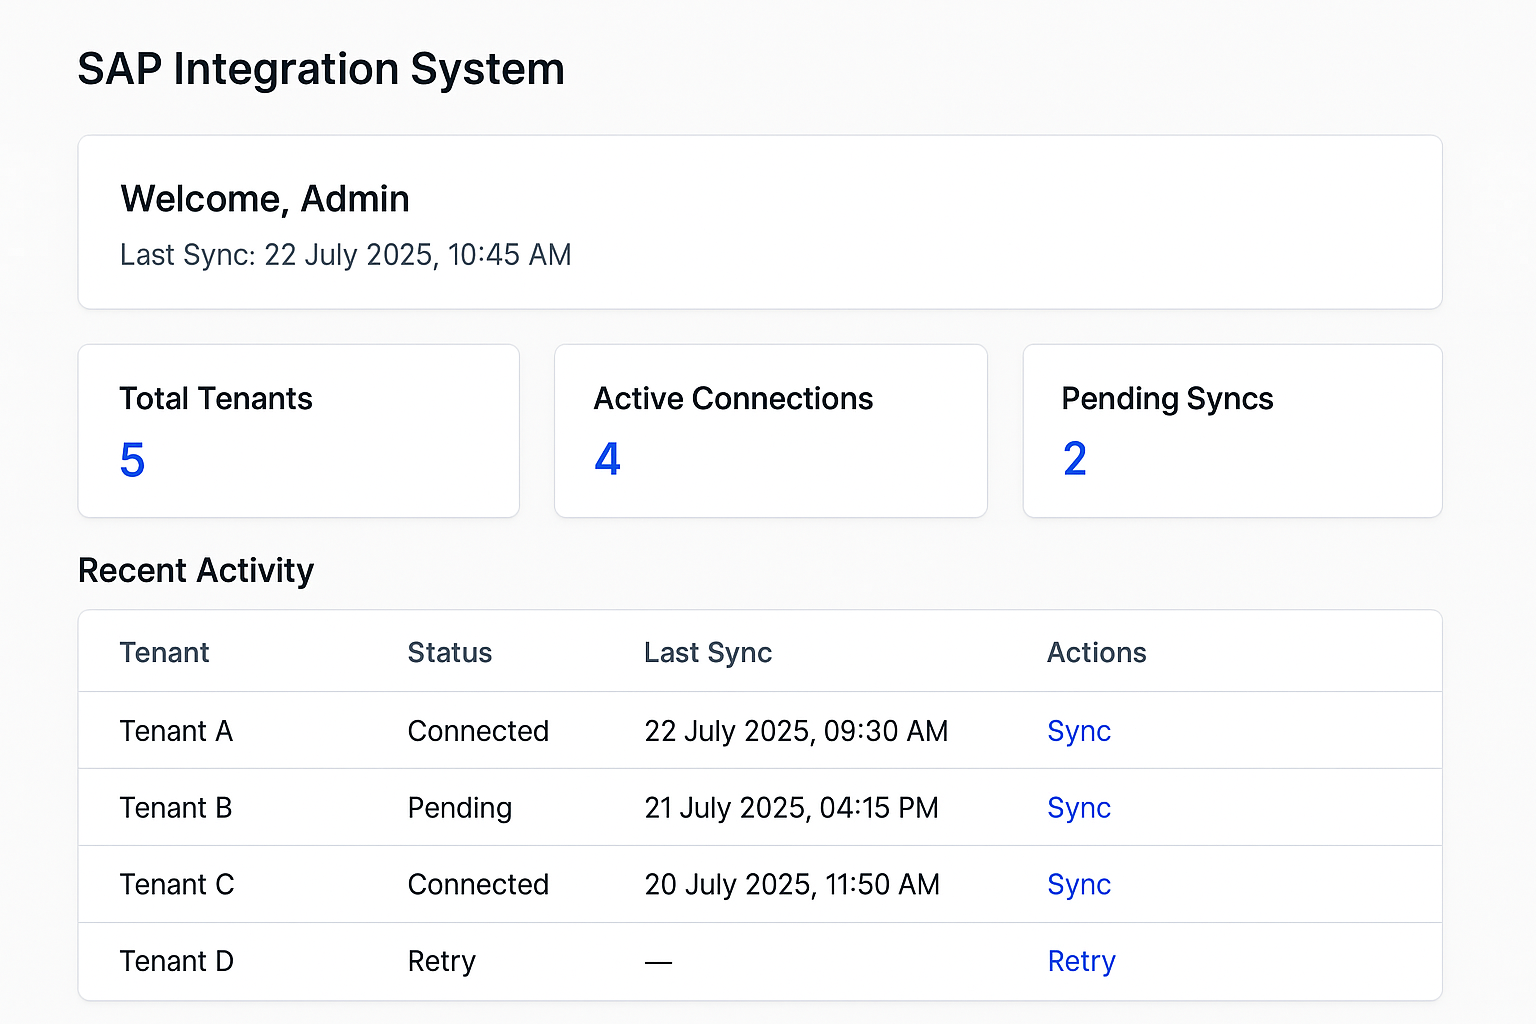 SAP Integration System
Welcome, Admin
Last Sync: 22 July 2025, 10:45 AM
Total Tenants
5
Active Connections
4
Pending Syncs
2
Recent Activity
Tenant Status Last Sync Actions
Tenant A Connected 22 July 2025, 09:30 AM Sync
Tenant B Pending 21 July 2025, 04:15 PM Sync
Tenant C Connected 20 July 2025, 11:50 AM Sync
Tenant D Retry — Retry